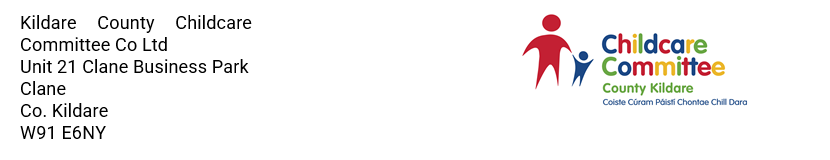 Kildare County Childcare
Committee Co Ltd
Unit 21 Clane Business Park
Clane
Co. Kildare
W91 E6NY
Childcare
Committee
County Kildare
Coiste Cúram Páistí Chontae Chill Dara